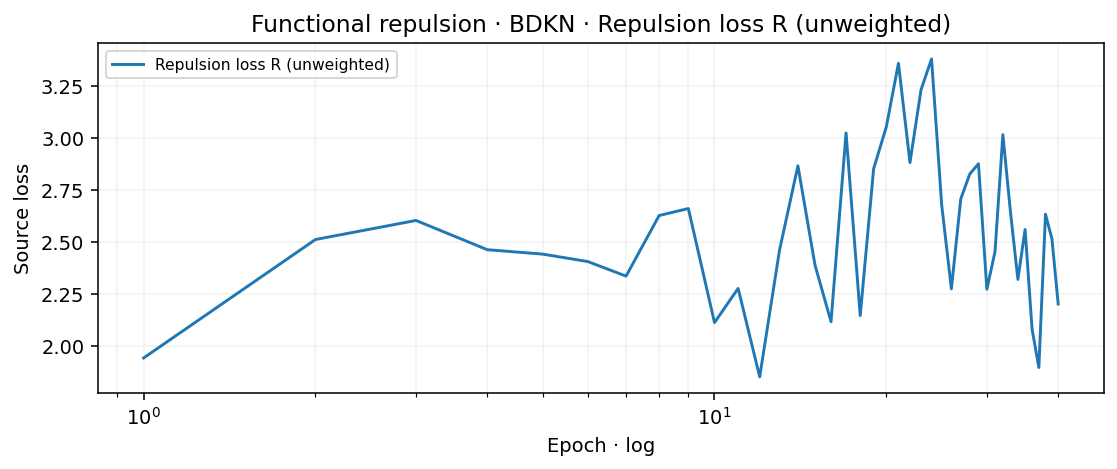 Functional repulsion · BDKN · Repulsion loss R (unweighted)
Repulsion loss R (unweighted)
Source loss
3.25
3.00
2.75
2.50
2.25
2.00
10⁰
10¹
Epoch · log